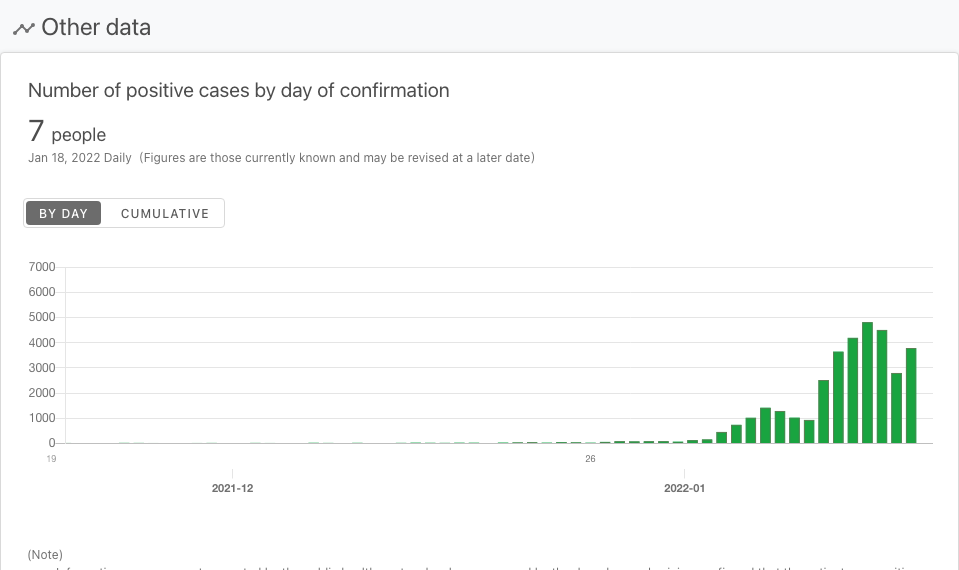 Other data
Number of positive cases by day of confirmation
7 people
Jan 18, 2022 Daily (Figures are those currently known and may be revised at a later date)
BY DAY CUMULATIVE
7000
6000
5000
4000
3000
2000
1000
0
19 26
2021-12 2022-01
(Note)